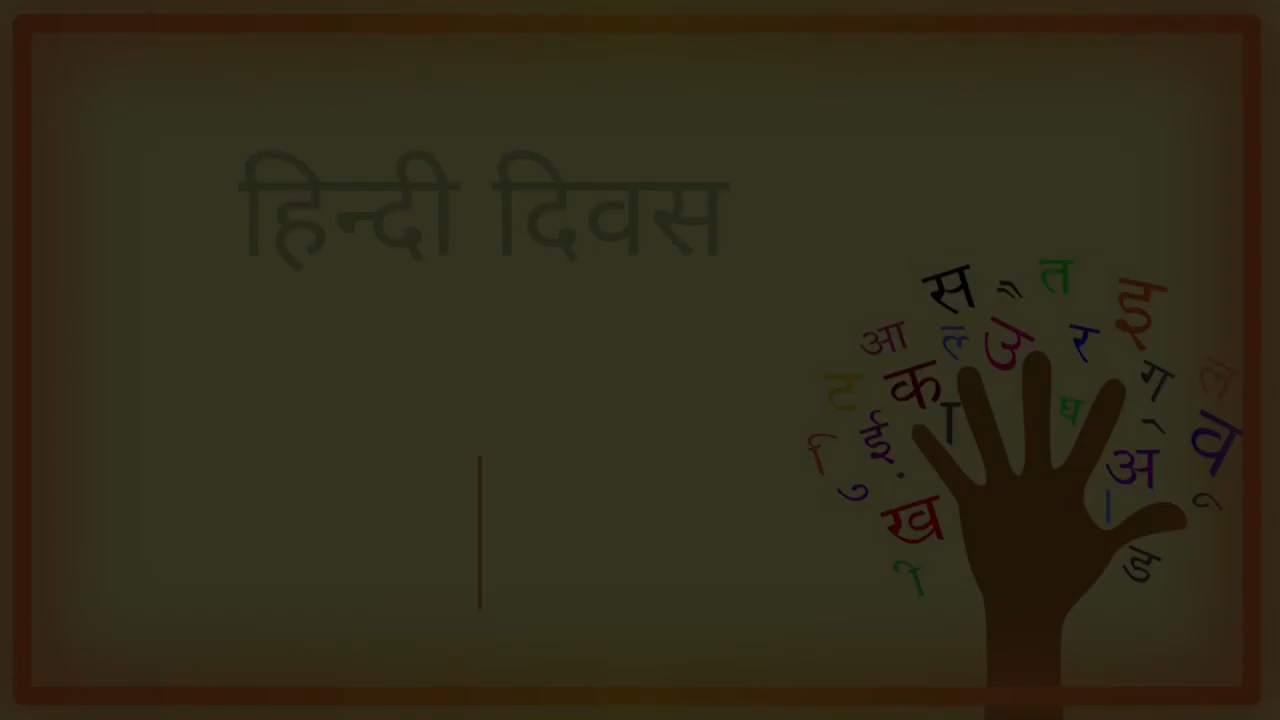 हिन्दी दिवस
स
त
इ
आ
ल
उ
र
ट
क
ग
ल
घ
ई
व
अ
ख
ड